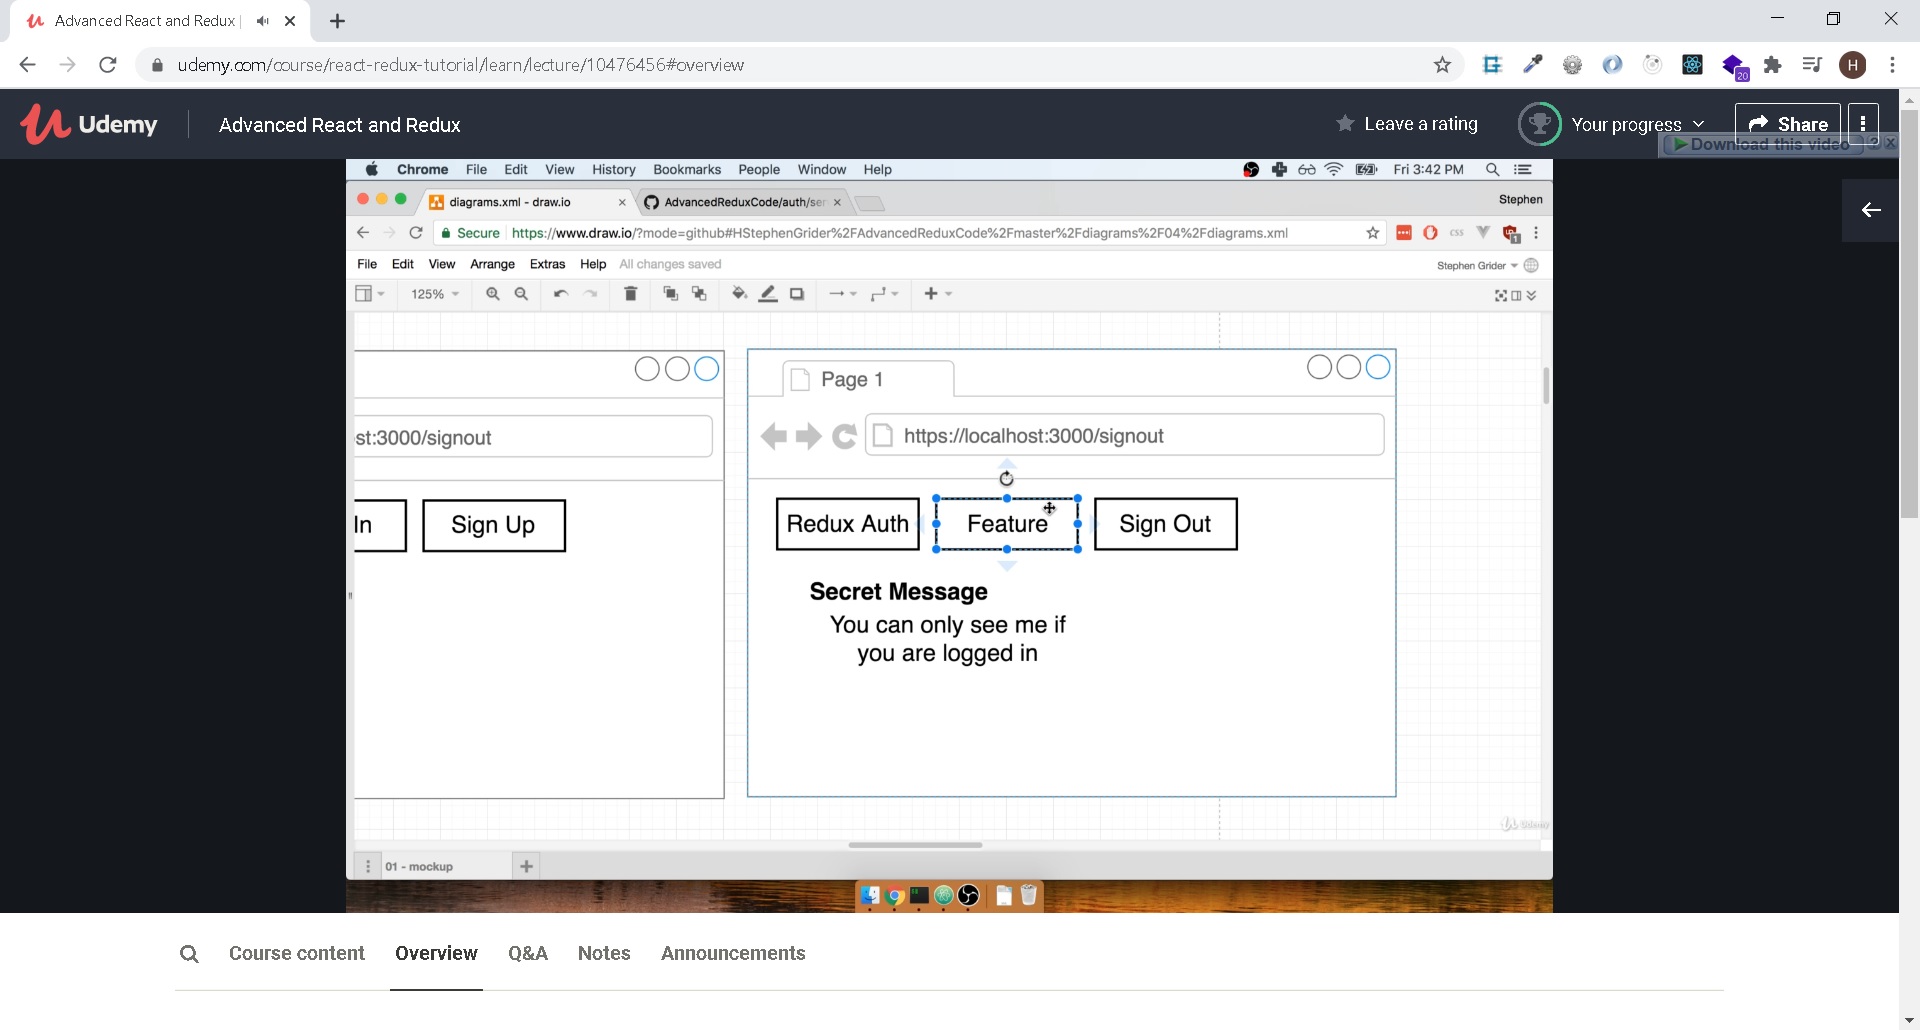 Advanced React and Redux
udemy.com/course/react-redux-tutorial/learn/lecture/10476456#overview
20
H
Udemy
Advanced React and Redux
Leave a rating
Your progress
Share
Download this video
Chrome File Edit View History Bookmarks People Window Help
Fri 3:42 PM
diagrams.xml - draw.io
AdvancedReduxCode/auth/ser
Stephen
Secure https://www.draw.io/?mode=github#HStephenGrider%2FAdvancedReduxCode%2Fmaster%2Fdiagrams%2F04%2Fdiagrams.xml
css
1
File Edit View Arrange Extras Help All changes saved
Stephen Grider
125%
Page 1
st:3000/signout
https://localhost:3000/signout
In
Sign Up
Redux Auth
Feature
Sign Out
Secret Message
You can only see me if
you are logged in
Udemy
01 - mockup
Course content Overview Q&A Notes Announcements